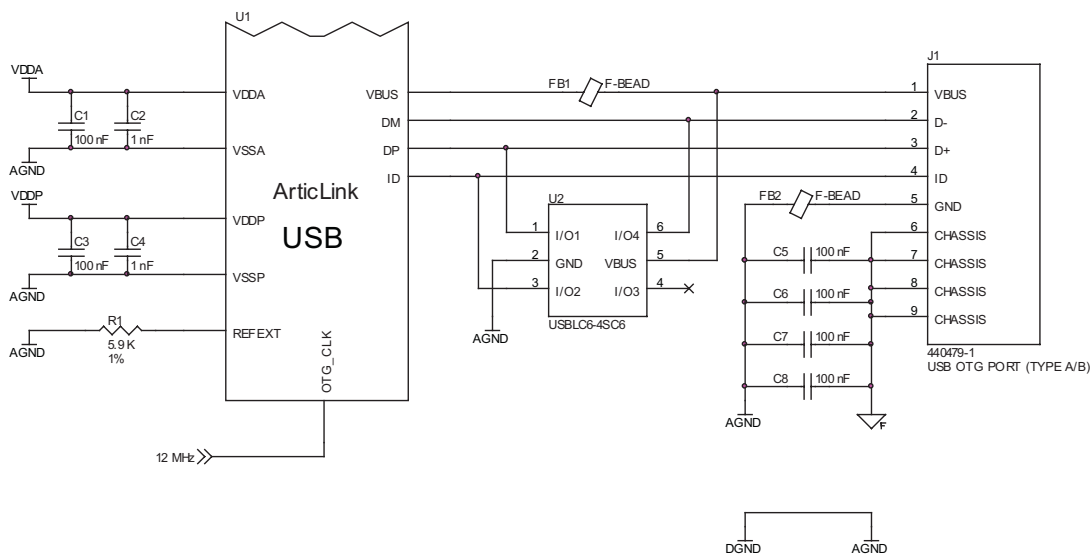 U1
J1
VDDA
VDDA
VBUS
FB1
F-BEAD
1
VBUS
C1
C2
DM
2
D-
100 nF
1 nF
VSSA
DP
3
D+
AGND
ArticLink
ID
4
ID
VDDP
U2
FB2
F-BEAD
5
GND
VDDP
USB
1
I/O1
I/O4
6
6
CHASSIS
C3
C4
2
GND
VBUS
5
C5
100 nF
7
CHASSIS
100 nF
1 nF
VSSP
3
I/O2
I/O3
4
8
CHASSIS
AGND
C6
100 nF
USBLC6-4SC6
9
CHASSIS
R1
REFEXT
AGND
AGND
5.9 K
1%
C7
100 nF
440479-1
USB OTG PORT (TYPE A/B)
OTG_CLK
C8
100 nF
AGND
F
12 MHz
DGND
AGND